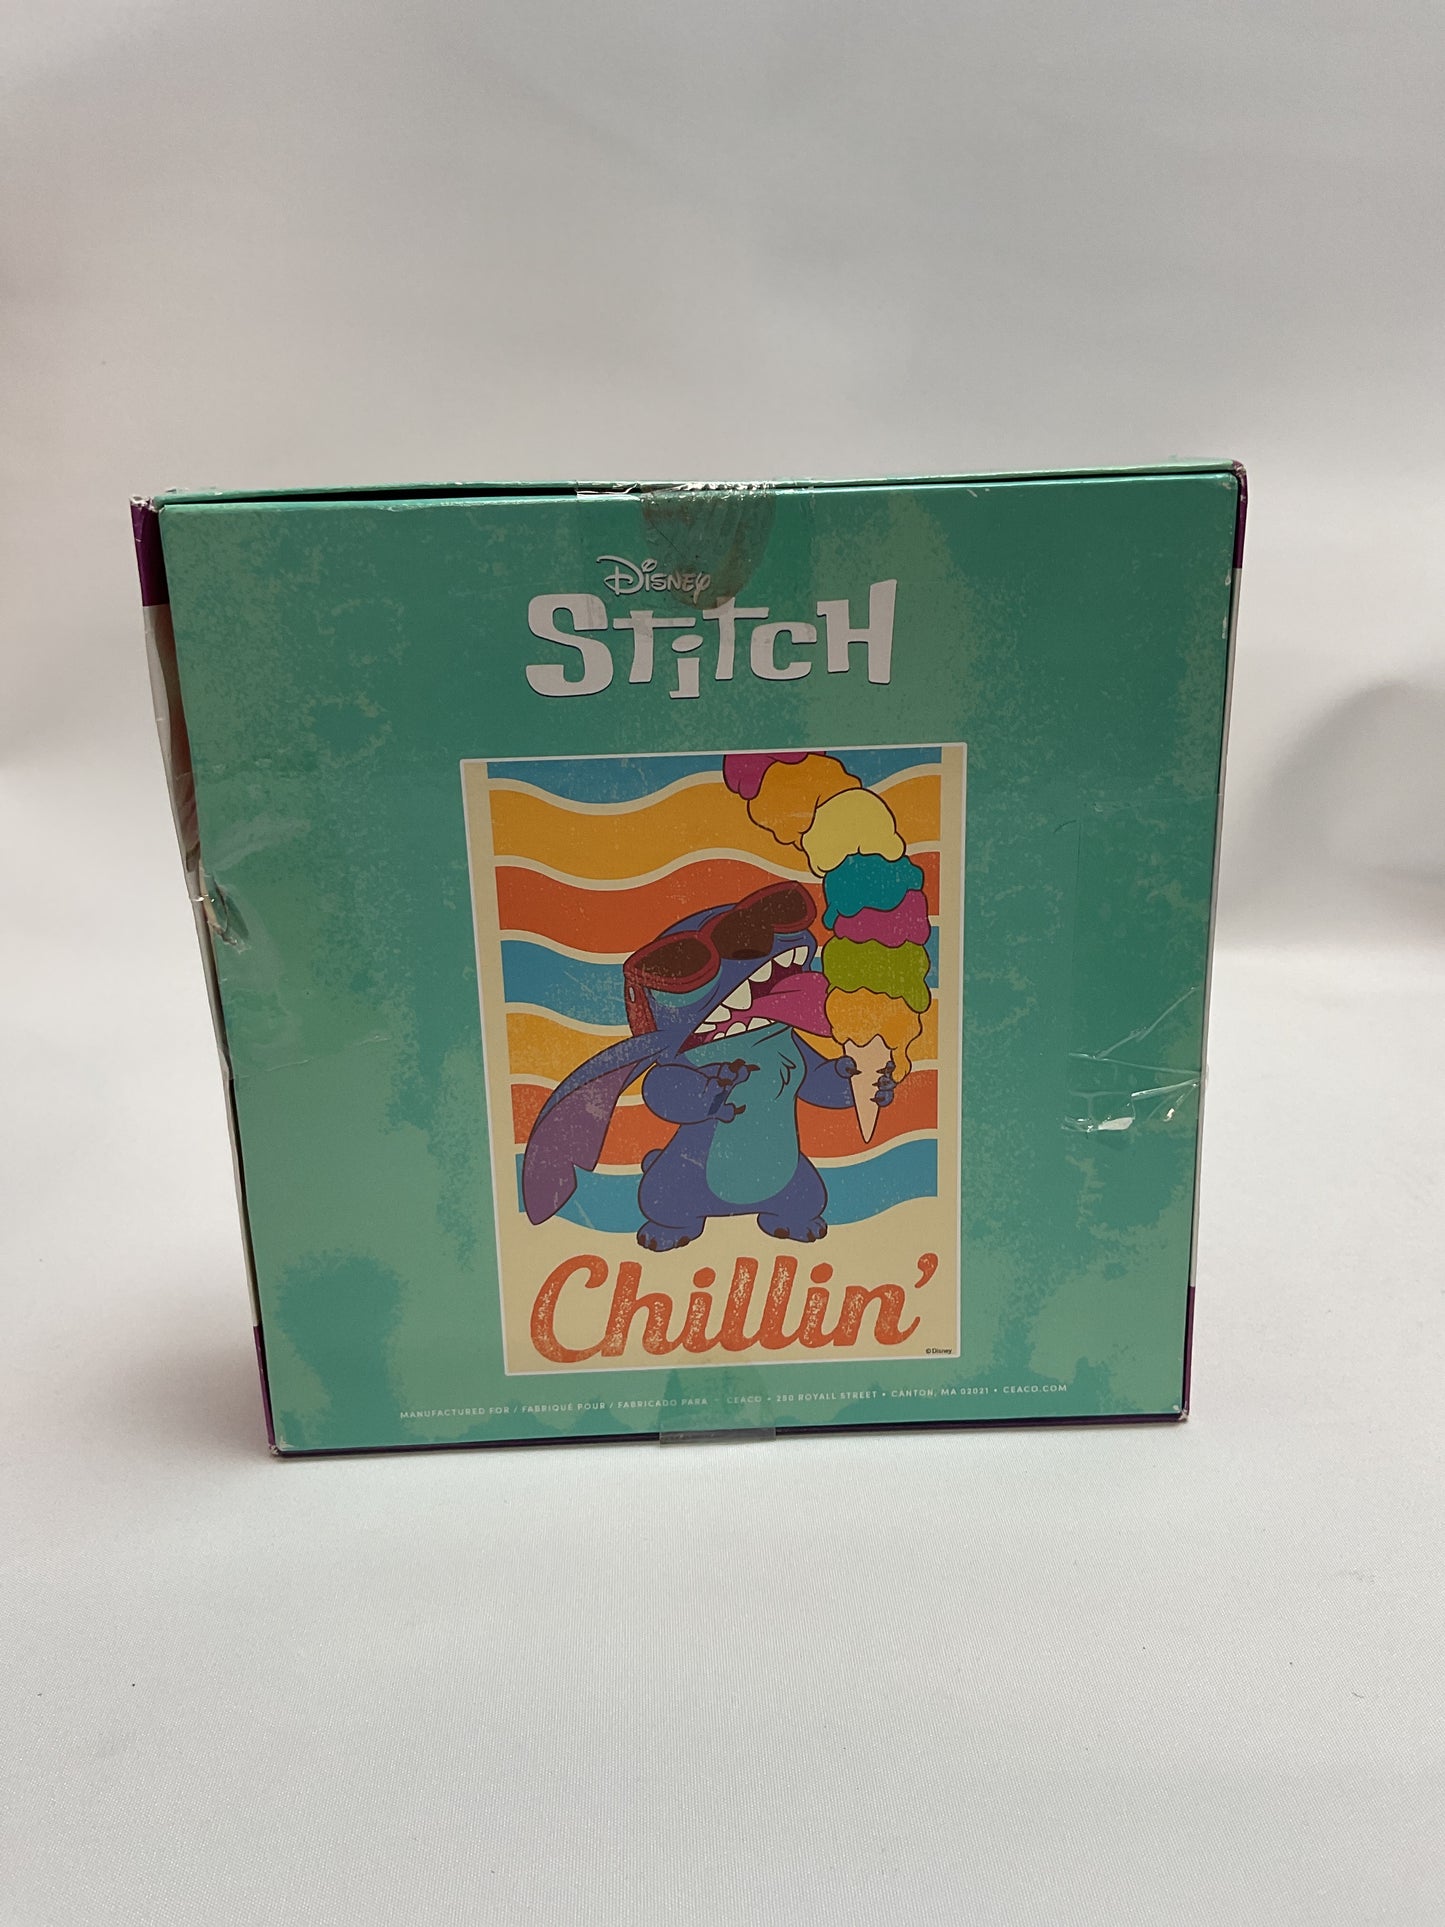 Disney
Stitch
Chillin'
©Disney
MANUFACTURED FOR / FABRIQUÉ POUR / FABRICADO PARA • CEACO • 280 ROYALL STREET • CANTON, MA 02021 • CEACO.COM